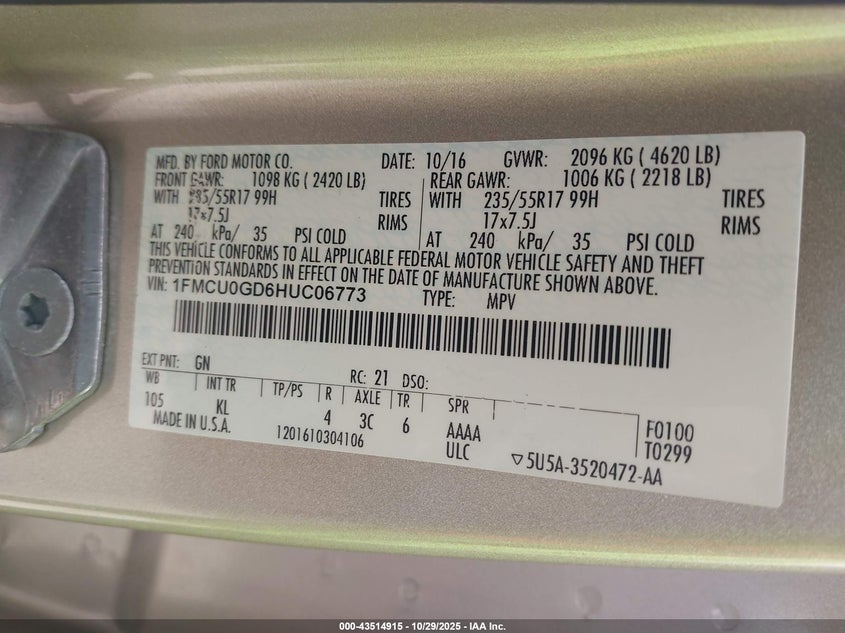 MFD. BY FORD MOTOR CO. DATE: 10/16 GVWR: 2096 KG ( 4620 LB)
FRONT GAWR: 1098 KG ( 2420 LB) REAR GAWR: 1006 KG ( 2218 LB)
WITH 235/55R17 99H TIRES WITH 235/55R17 99H TIRES
17x7.5J RIMS 17x7.5J RIMS
AT 240 kPa/ 35 PSI COLD AT 240 kPa/ 35 PSI COLD
THIS VEHICLE CONFORMS TO ALL APPLICABLE FEDERAL MOTOR VEHICLE SAFETY AND THEFT
PREVENTION STANDARDS IN EFFECT ON THE DATE OF MANUFACTURE SHOWN ABOVE.
VIN: 1FMCU0GD6HUC06773 TYPE: MPV
EXT PNT: GN RC: 21 DSO:
WB INT TR TP/PS R AXLE TR SPR
105 KL 4 3C 6 AAAA F0100
MADE IN U.S.A. 1201610304106 ULC T0299
▽5U5A-3520472-AA
000-43514915 - 10/29/2025 - IAA Inc.